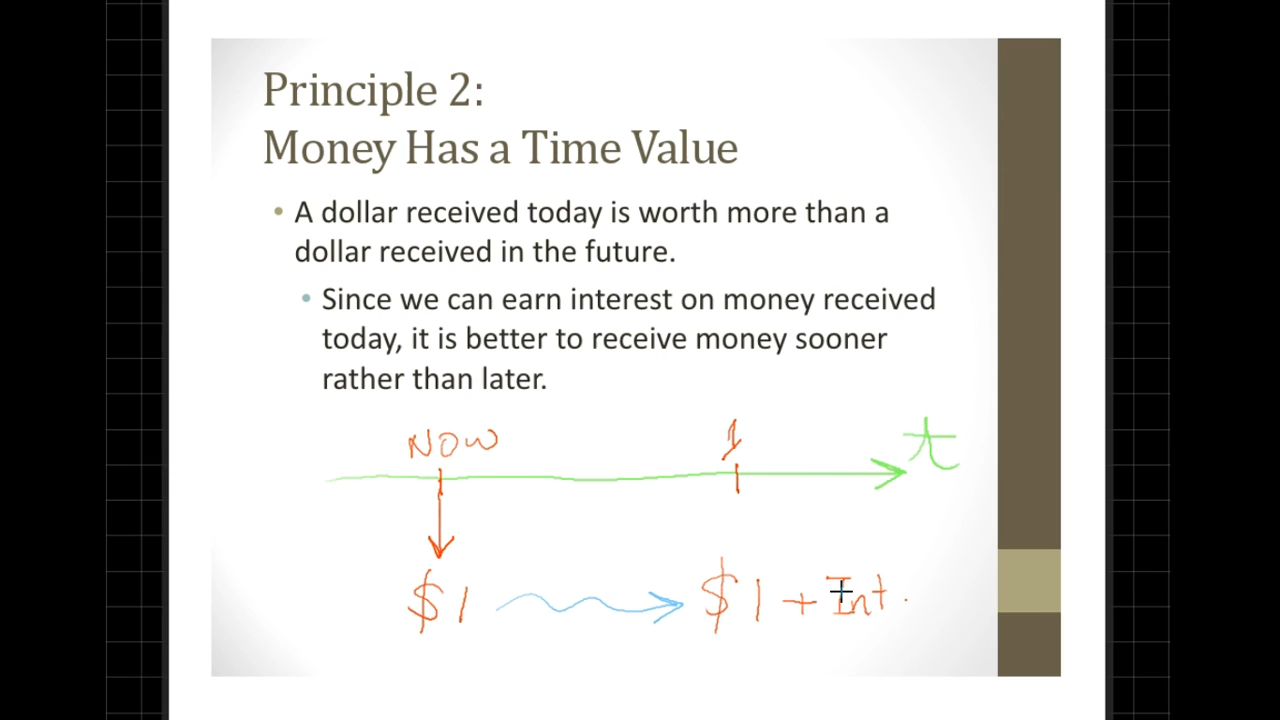 Principle 2:
Money Has a Time Value
• A dollar received today is worth more than a
dollar received in the future.
• Since we can earn interest on money received
today, it is better to receive money sooner
rather than later.
NOW 1 t
$1 $1 + Int.